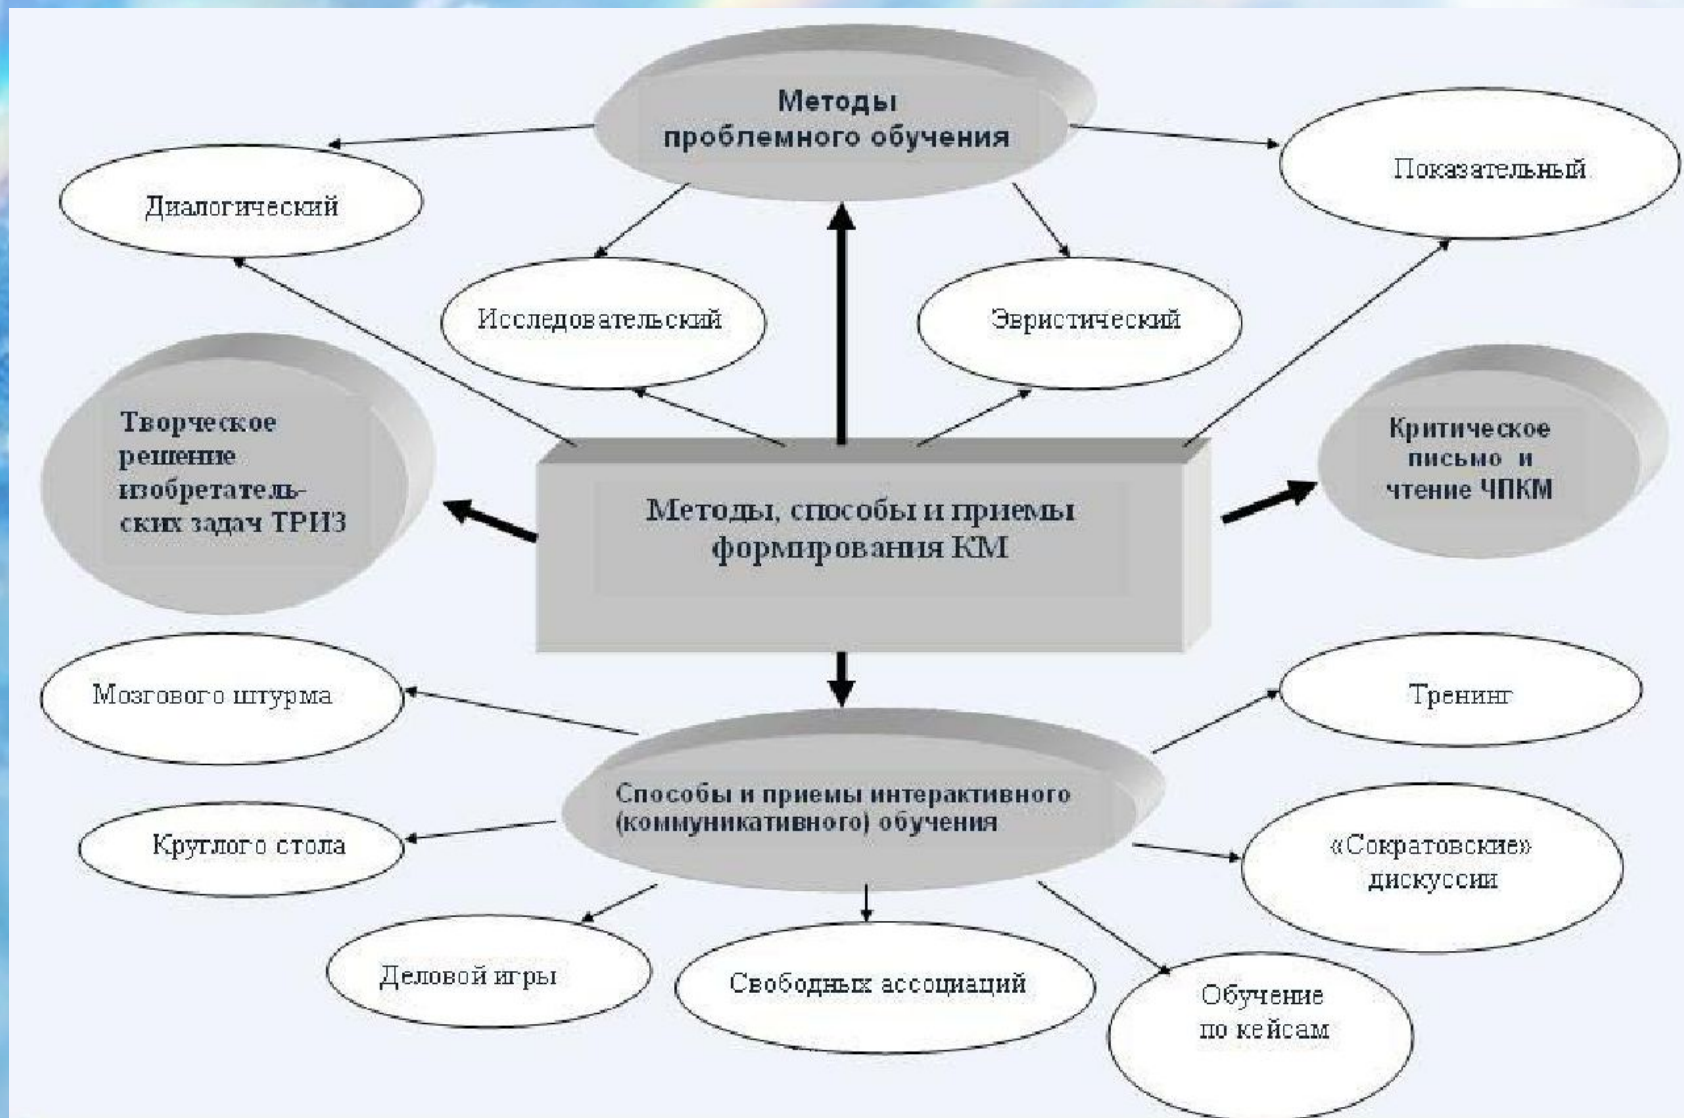 Методы
проблемного обучения
Показательный
Диалогический
Исследовательский
Эвристический
Творческое
решение
изобретатель-
ских задач ТРИЗ
Критическое
письмо и
чтение ЧПКМ
Методы, способы и приемы
формирования КМ
Мозгового штурма
Тренинг
Способы и приемы интерактивного
(коммуникативного) обучения
Круглого стола
«Сократовские»
дискуссии
Деловой игры
Свободных ассоциаций
Обучение
по кейсам